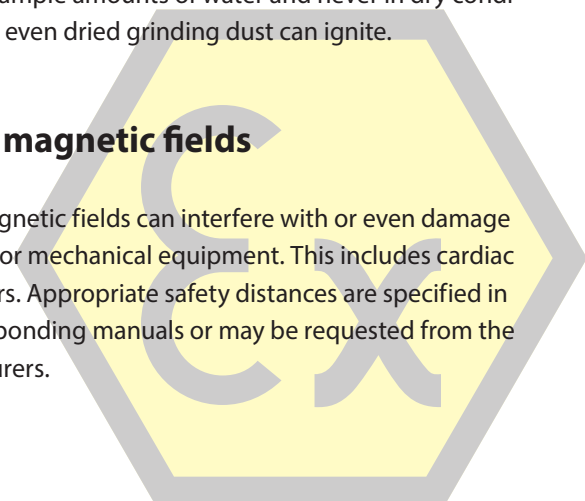 ample amounts of water and never in dry condi
even dried grinding dust can ignite.
magnetic fields
gnetic fields can interfere with or even damage
or mechanical equipment. This includes cardiac
rs. Appropriate safety distances are specified in
ponding manuals or may be requested from the
urers.
Ex